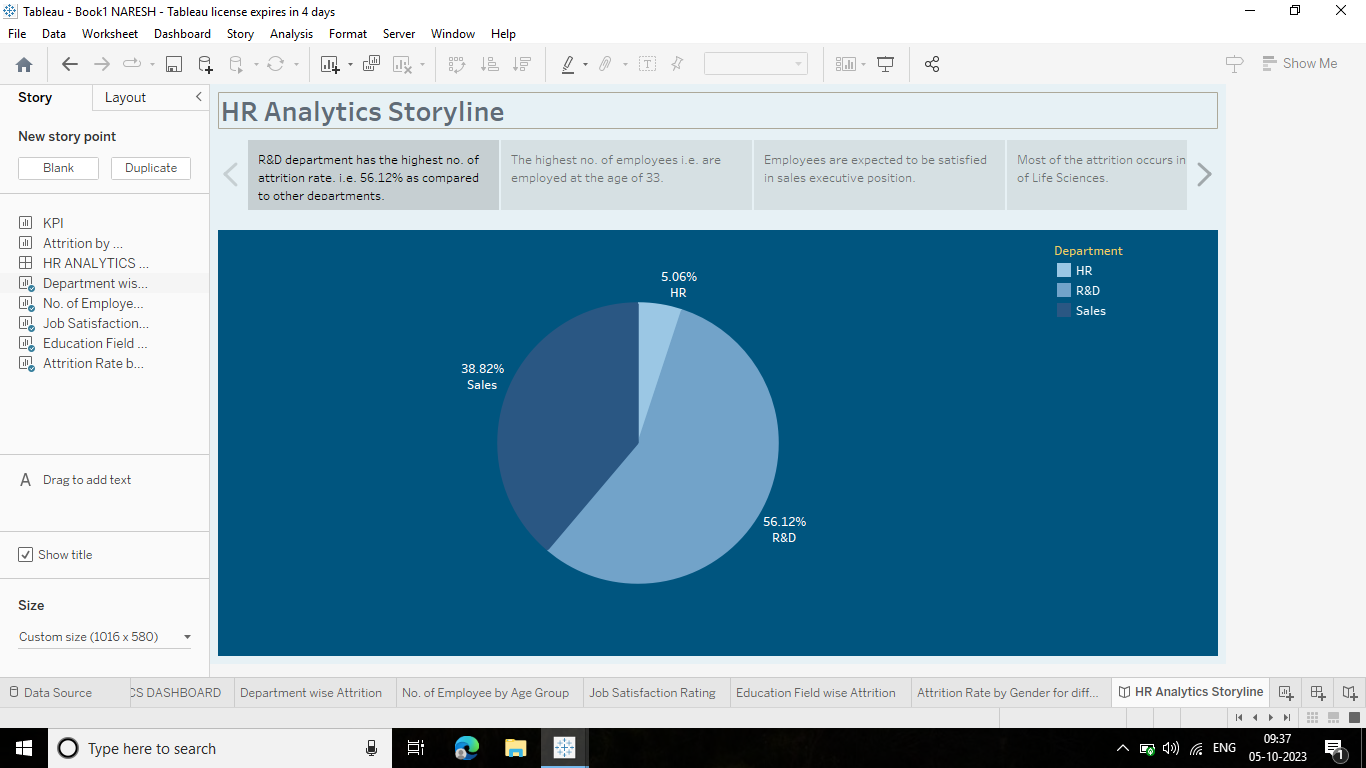 Tableau - Book1 NARESH - Tableau license expires in 4 days
File Data Worksheet Dashboard Story Analysis Format Server Window Help
Show Me
Story Layout
New story point
Blank Duplicate
KPI
Attrition by ...
HR ANALYTICS ...
Department wis...
No. of Employe...
Job Satisfaction...
Education Field ...
Attrition Rate b...
A Drag to add text
Show title
Size
Custom size (1016 x 580)
HR Analytics Storyline
R&D department has the highest no. of
attrition rate. i.e. 56.12% as compared
to other departments.
The highest no. of employees i.e. are
employed at the age of 33.
Employees are expected to be satisfied
in sales executive position.
Most of the attrition occurs in
of Life Sciences.
Department
HR
R&D
Sales
5.06%
HR
38.82%
Sales
56.12%
R&D
Data Source CS DASHBOARD Department wise Attrition No. of Employee by Age Group Job Satisfaction Rating Education Field wise Attrition Attrition Rate by Gender for diff... HR Analytics Storyline
Type here to search
ENG
09:37
05-10-2023
1